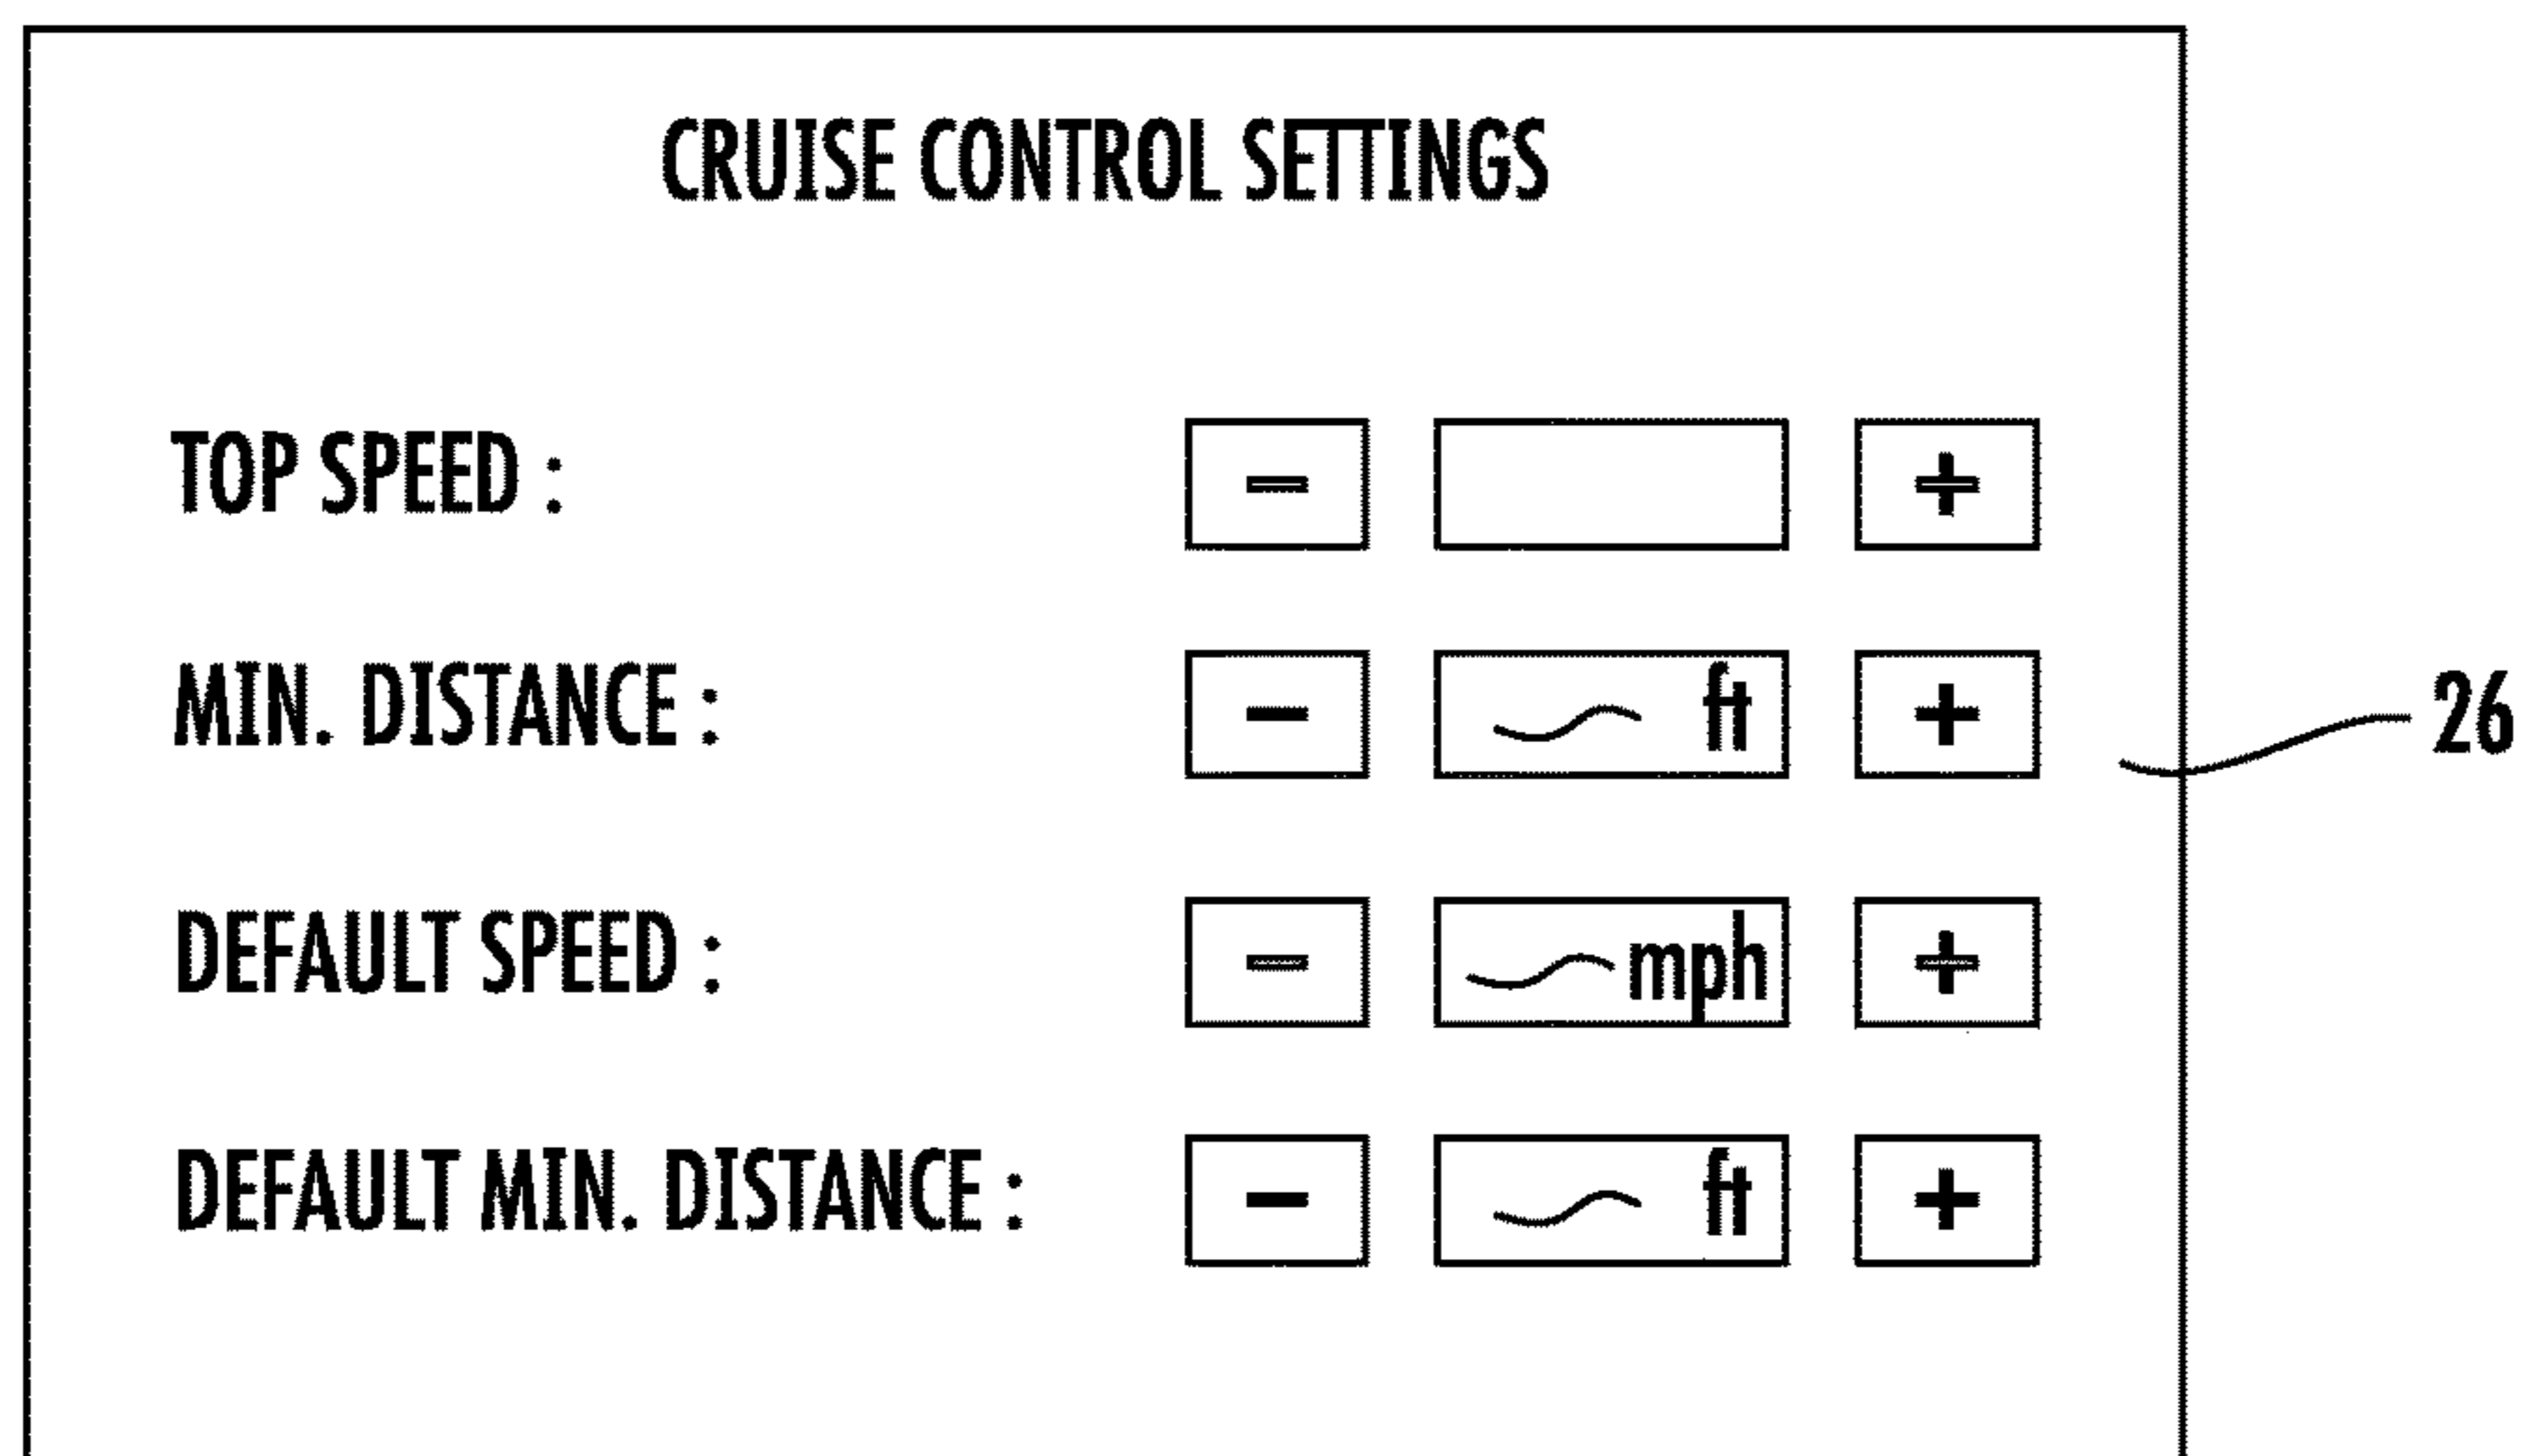 CRUISE CONTROL SETTINGS
TOP SPEED : - +
MIN. DISTANCE : - ft +
26
DEFAULT SPEED : - mph +
DEFAULT MIN. DISTANCE : - ft +